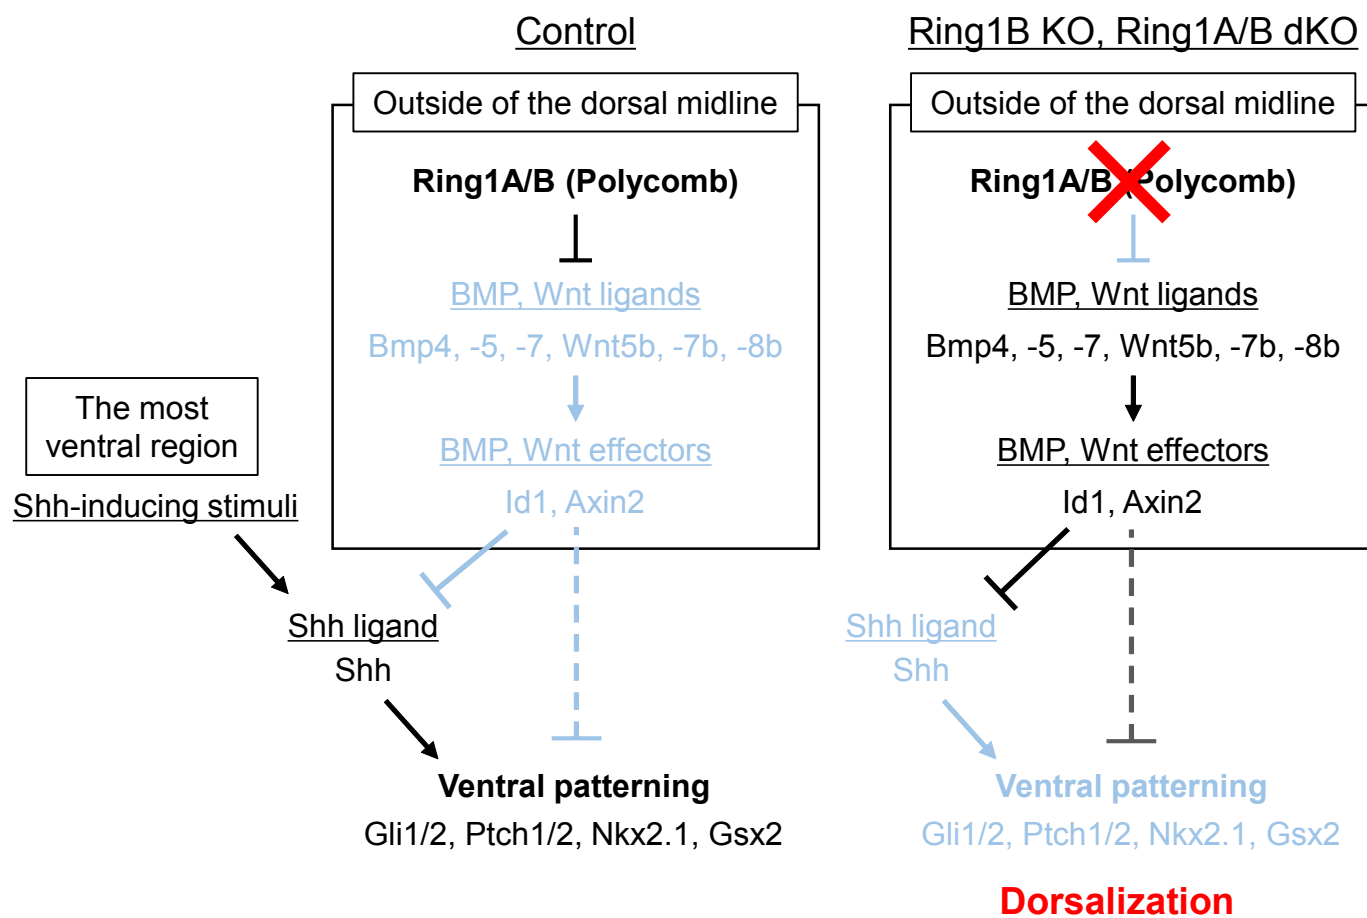 Control
Outside of the dorsal midline
Ring1A/B (Polycomb)
BMP, Wnt ligands
Bmp4, -5, -7, Wnt5b, -7b, -8b
BMP, Wnt effectors
Id1, Axin2
The most
ventral region
Shh-inducing stimuli
Shh ligand
Shh
Ventral patterning
Gli1/2, Ptch1/2, Nkx2.1, Gsx2
Ring1B KO, Ring1A/B dKO
Outside of the dorsal midline
Ring1A/B (Polycomb)
BMP, Wnt ligands
Bmp4, -5, -7, Wnt5b, -7b, -8b
BMP, Wnt effectors
Id1, Axin2
Shh ligand
Shh
Ventral patterning
Gli1/2, Ptch1/2, Nkx2.1, Gsx2
Dorsalization